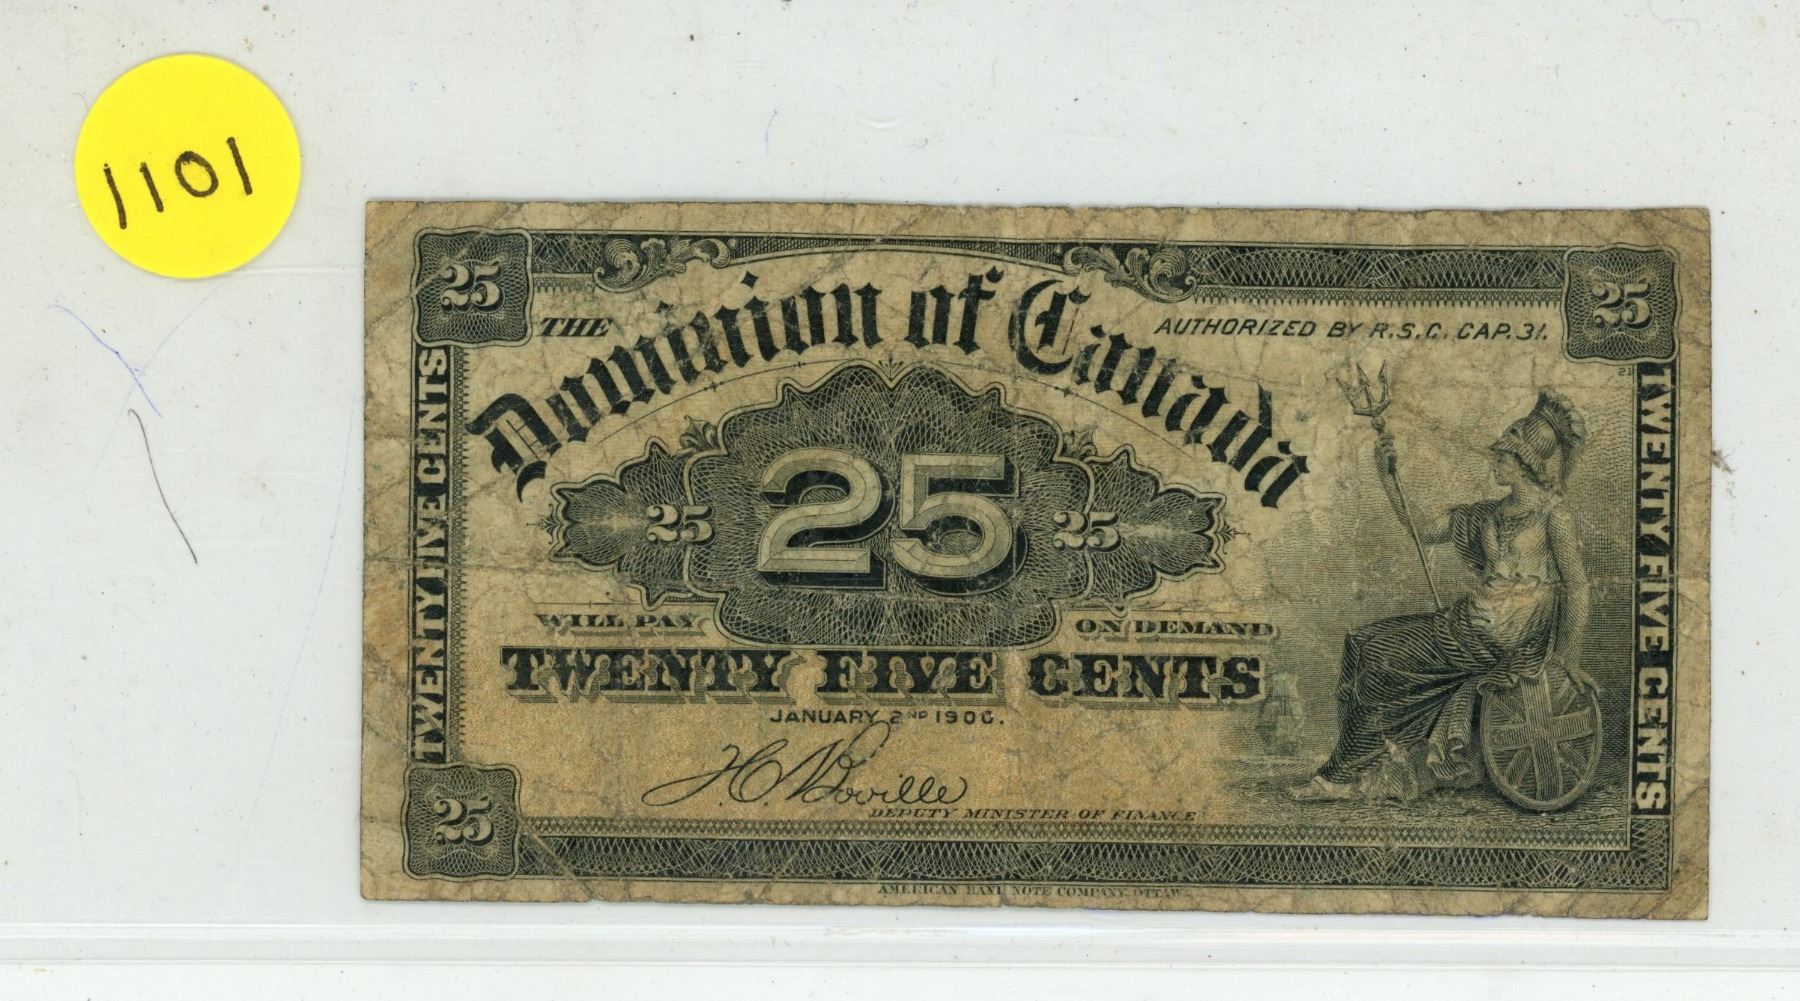 1101
25
25
THE
Dominion of Canada
AUTHORIZED BY R.S.C. CAP. 31.
21
TWENTY FIVE CENTS
TWENTY FIVE CENTS
25
25
25
WILL PAY
ON DEMAND
TWENTY FIVE CENTS
JANUARY 2ND 1900.
H C Boville
DEPUTY MINISTER OF FINANCE
25
AMERICAN BANK NOTE COMPANY, OTTAWA